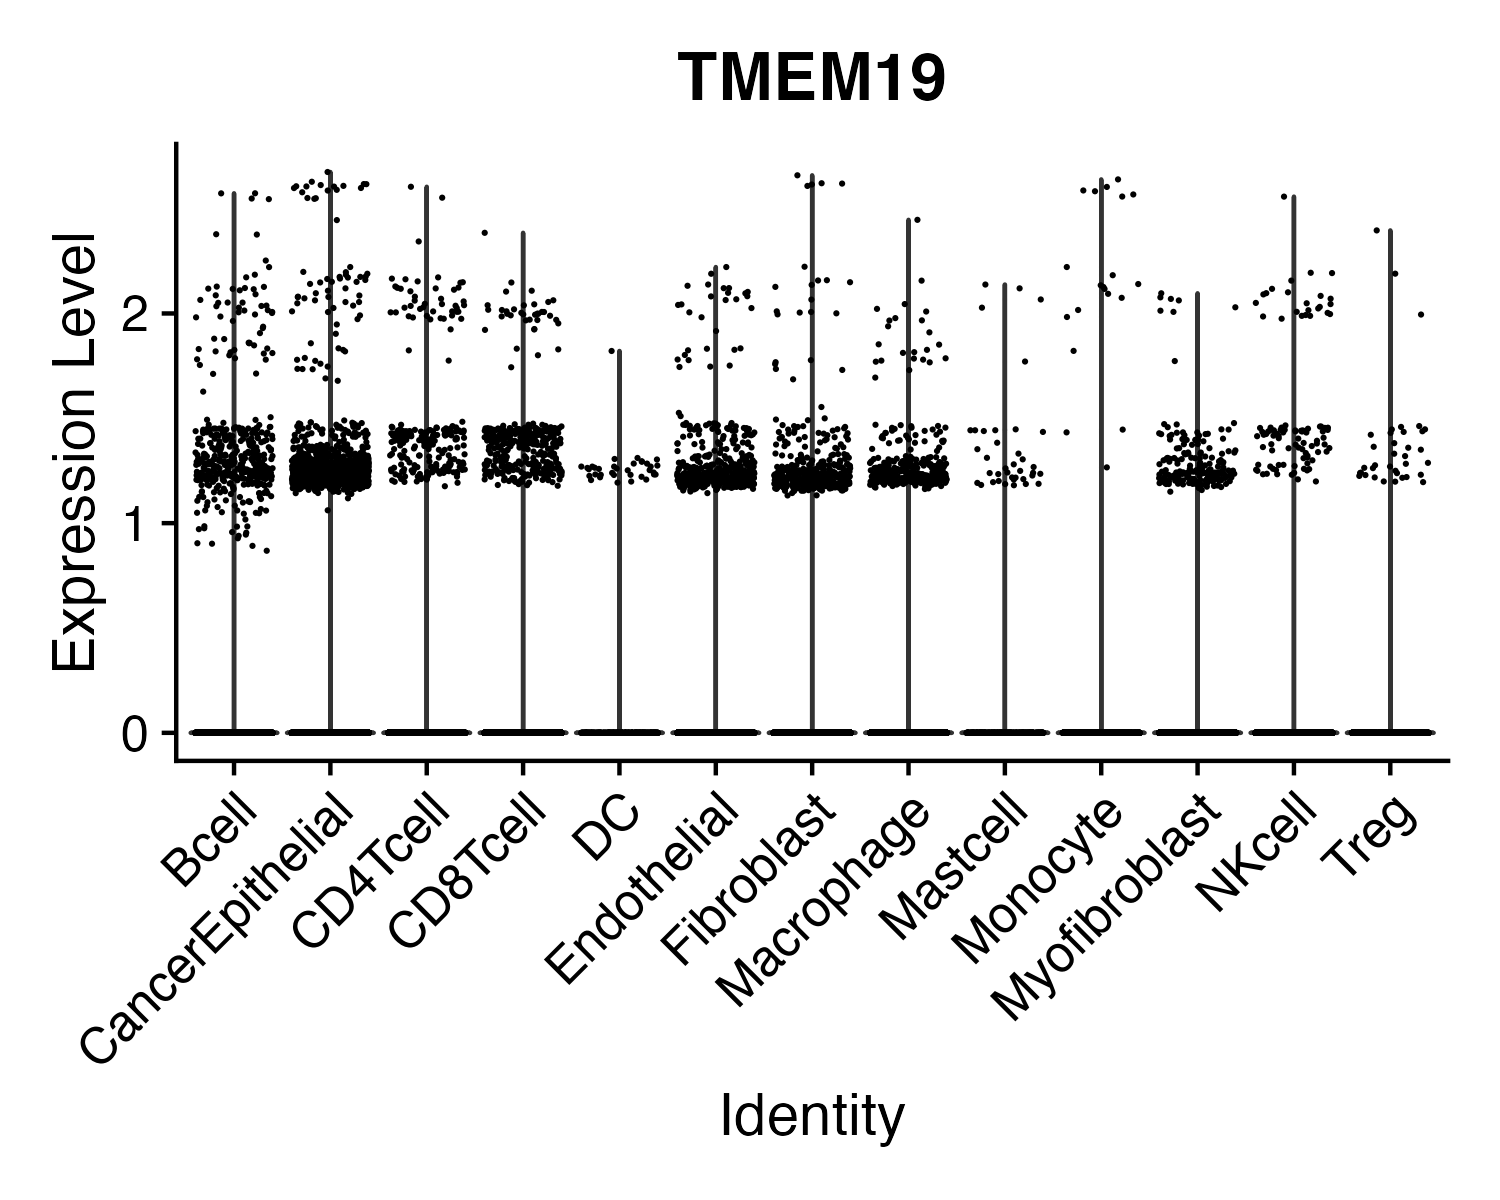 TMEM19
Expression Level
2
1
0
Bcell
CancerEpithelial
CD4Tcell
CD8Tcell
DC
Endothelial
Fibroblast
Macrophage
Mastcell
Monocyte
Myofibroblast
NKcell
Treg
Identity